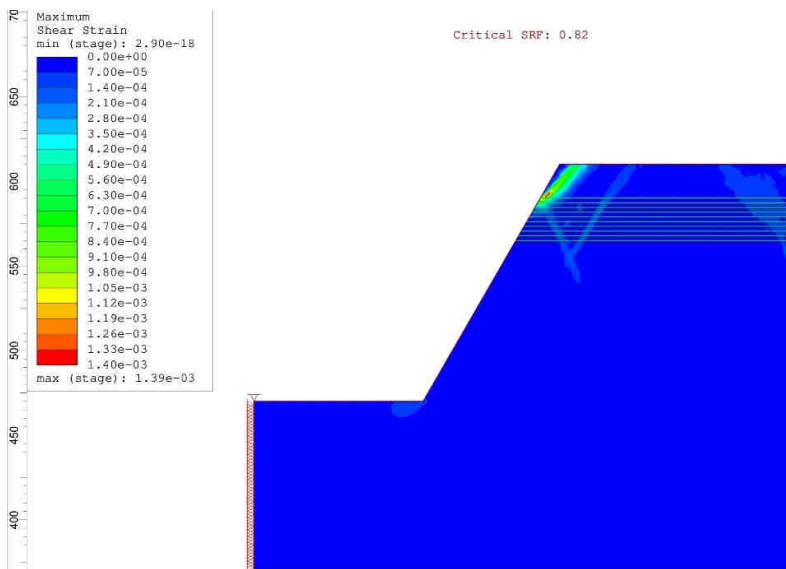 Maximum
Shear Strain
min (stage): 2.90e-18
0.00e+00
7.00e-05
1.40e-04
2.10e-04
2.80e-04
3.50e-04
4.20e-04
4.90e-04
5.60e-04
6.30e-04
7.00e-04
7.70e-04
8.40e-04
9.10e-04
9.80e-04
1.05e-03
1.12e-03
1.19e-03
1.26e-03
1.33e-03
1.40e-03
max (stage): 1.39e-03
Critical SRF: 0.82
70
650
600
550
500
450
400